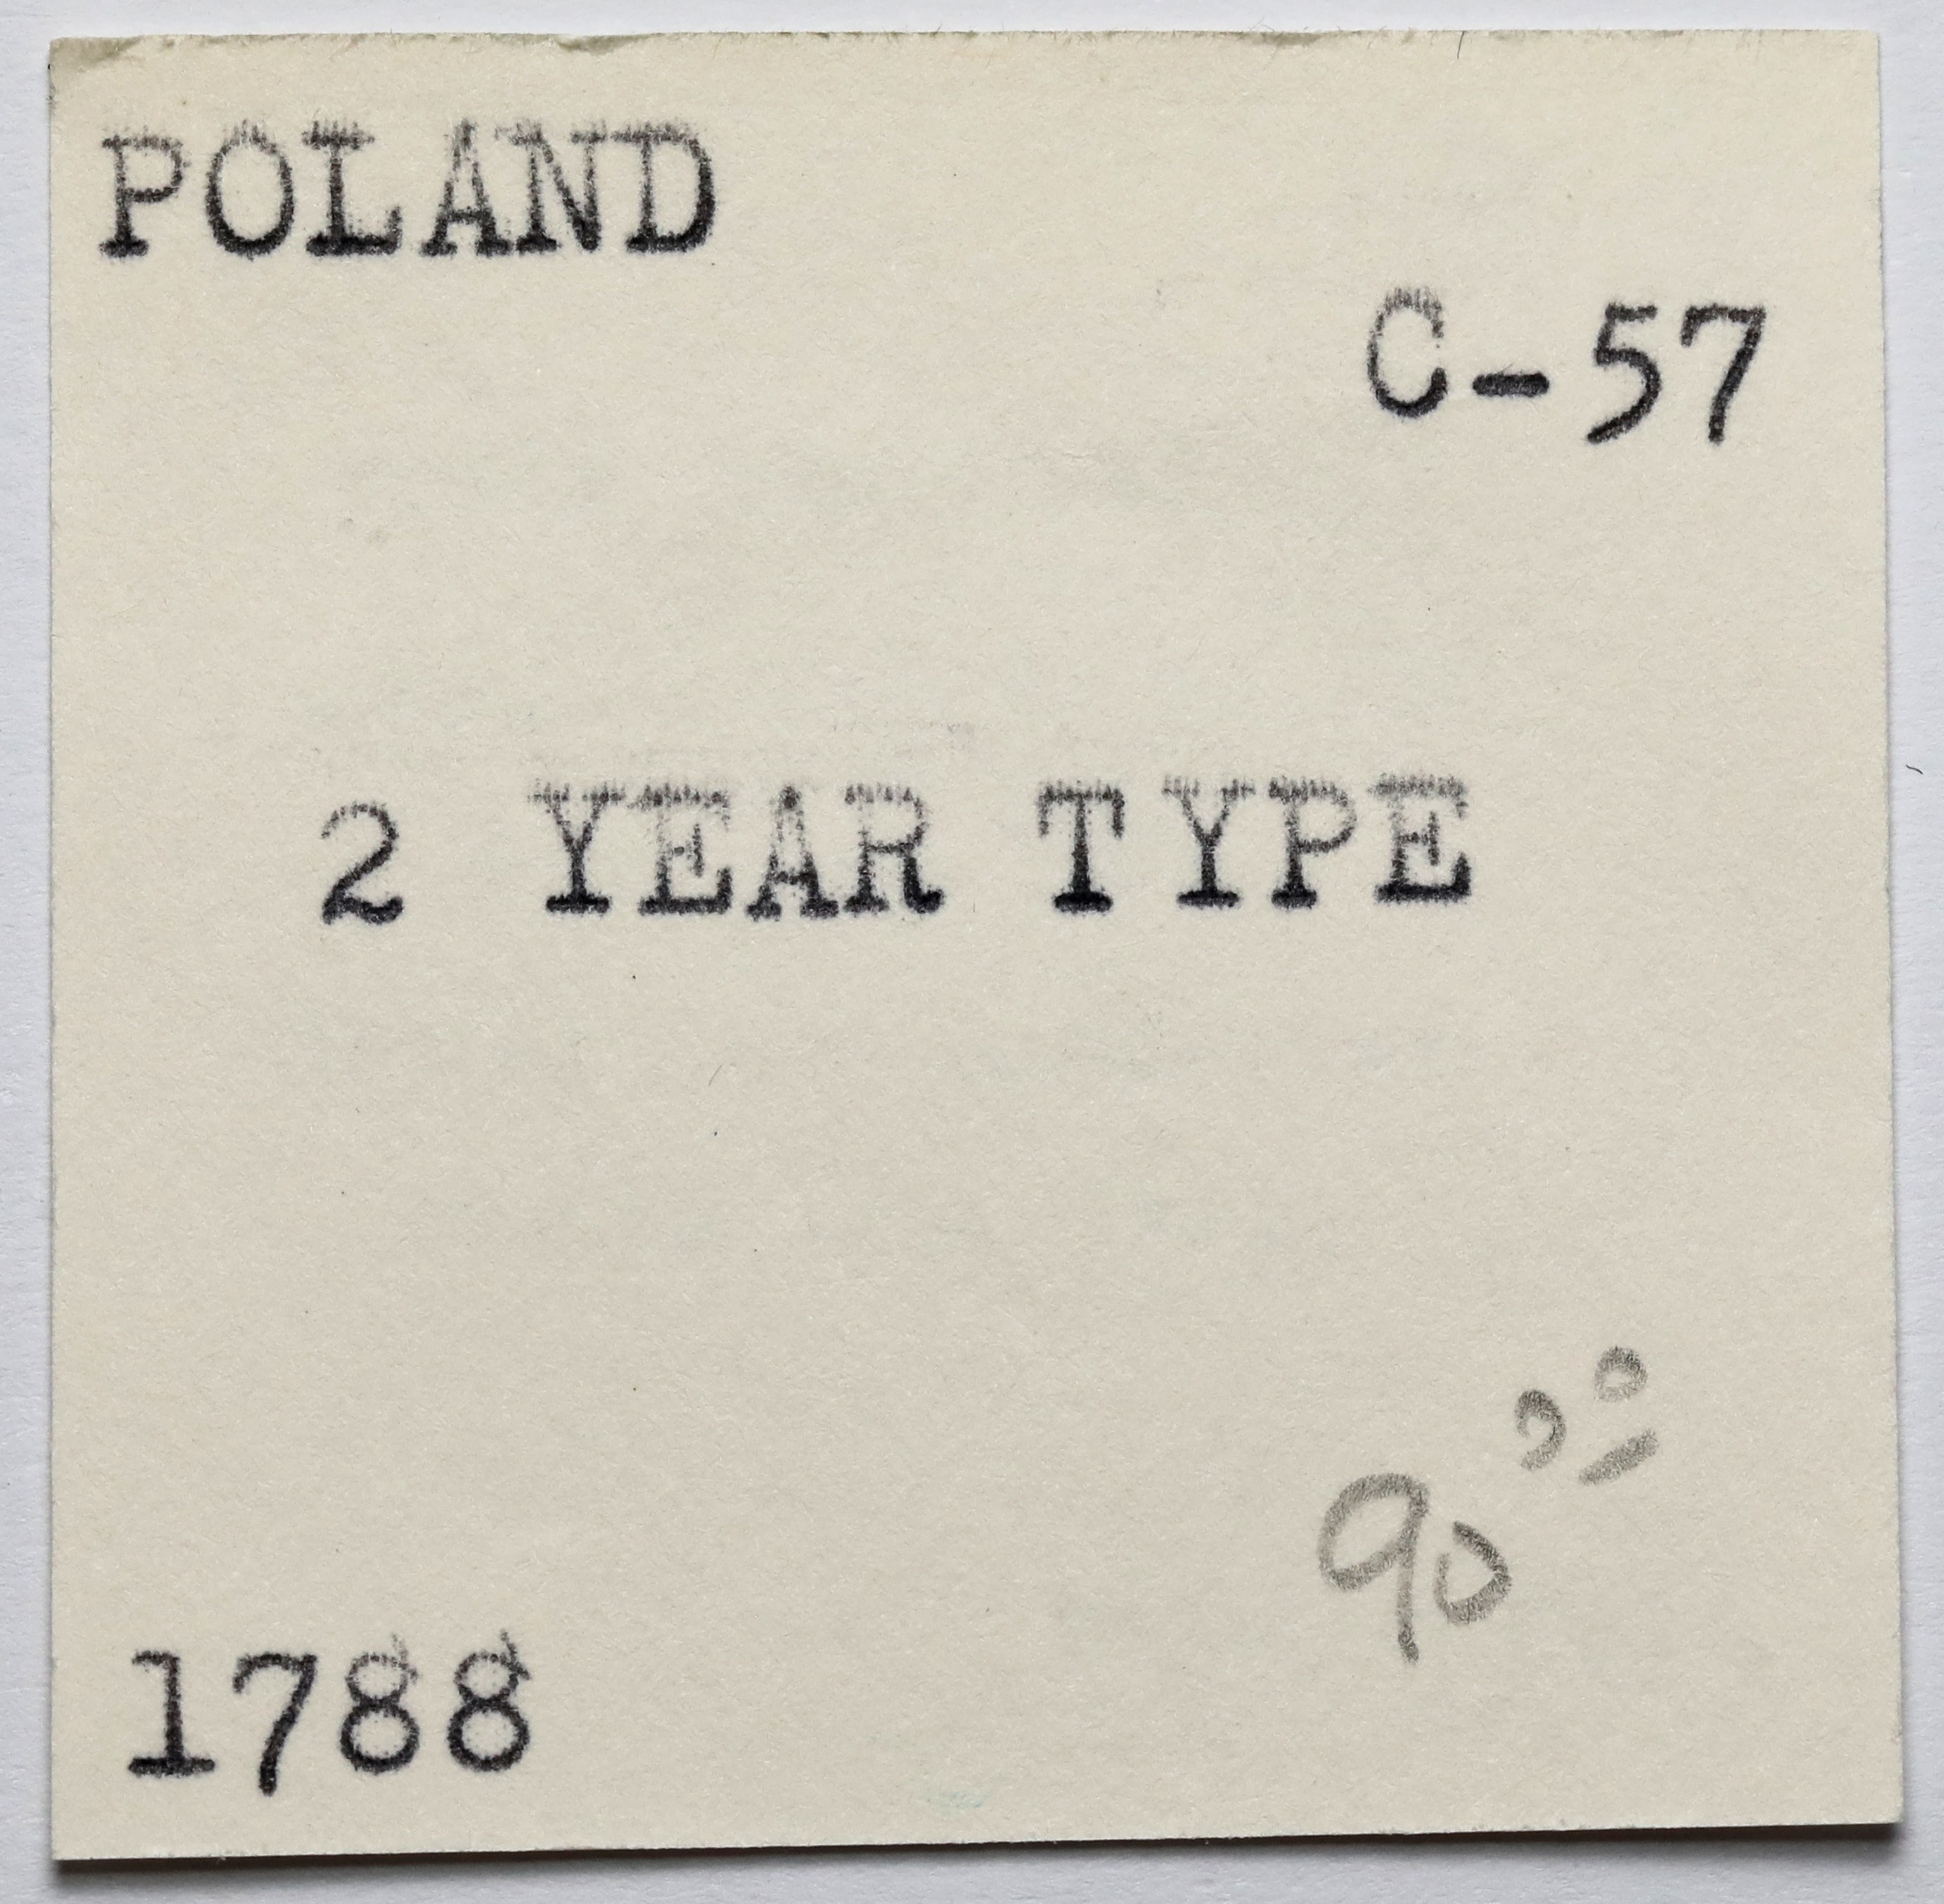 POLAND
C-57
2 YEAR TYPE
90 00
1788